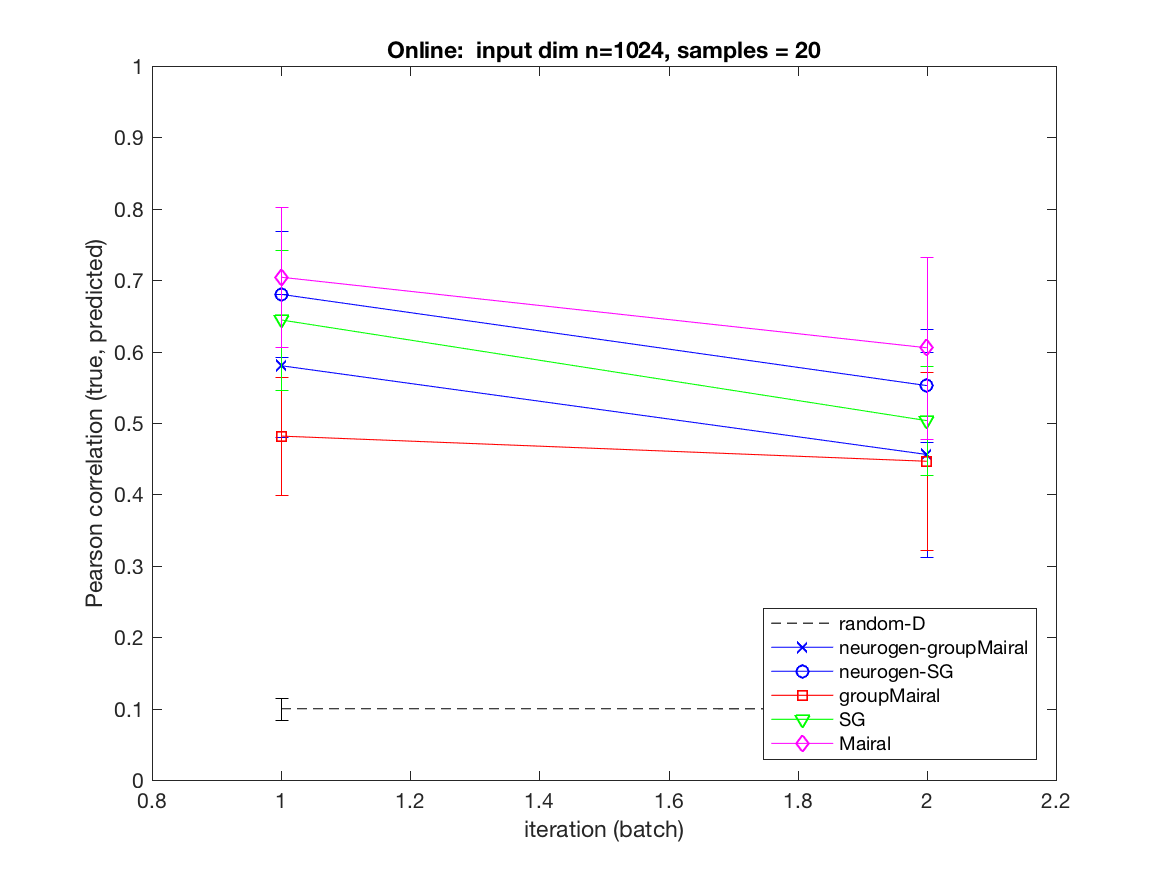 Online:  input dim n=1024, samples = 20
1
0.9
0.8
0.7
0.6
0.5
0.4
0.3
0.2
0.1
0
Pearson correlation (true, predicted)
random-D
neurogen-groupMairal
neurogen-SG
groupMairal
SG
Mairal
0.8 1 1.2 1.4 1.6 1.8 2 2.2
iteration (batch)